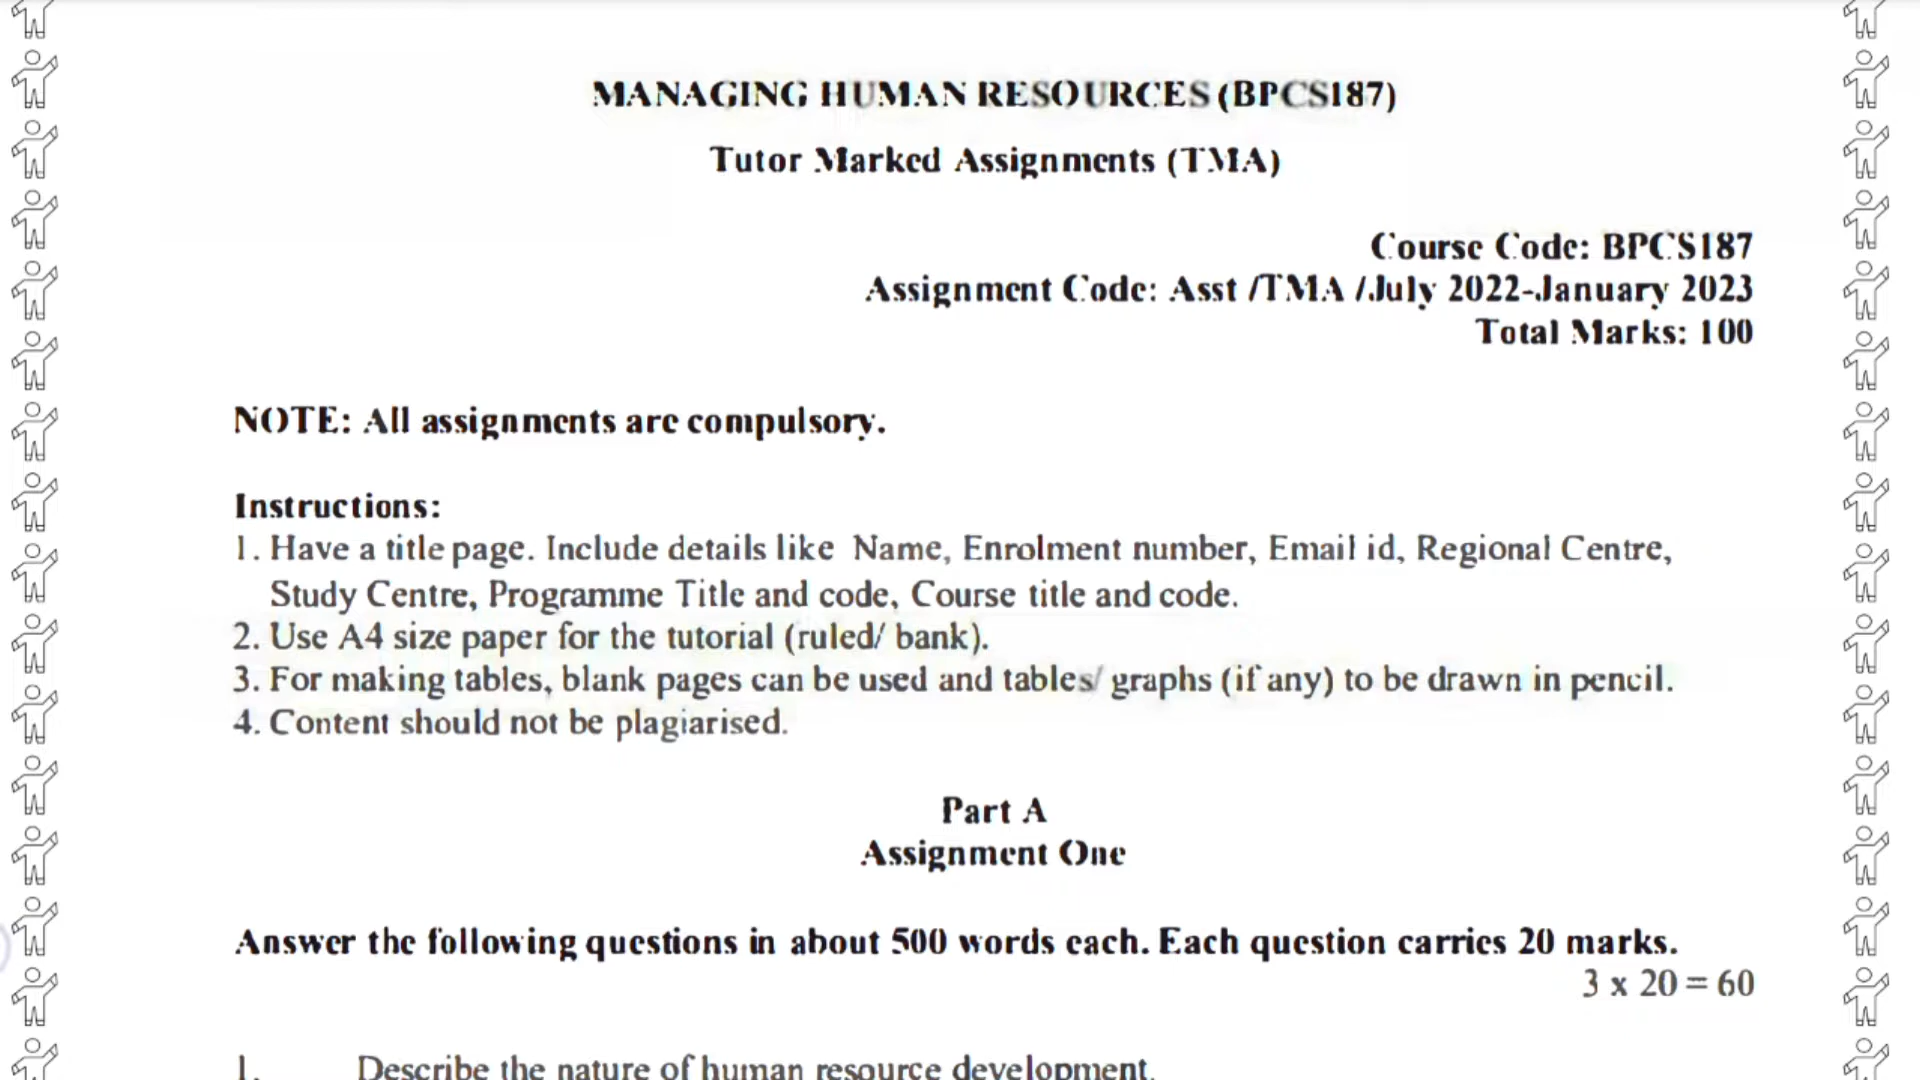 MANAGING HUMAN RESOURCES (BPCS187)
Tutor Marked Assignments (TMA)
Course Code: BPCS187
Assignment Code: Asst /TMA /July 2022-January 2023
Total Marks: 100
NOTE: All assignments are compulsory.
Instructions:
1. Have a title page. Include details like Name, Enrolment number, Email id, Regional Centre,
Study Centre, Programme Title and code, Course title and code.
2. Use A4 size paper for the tutorial (ruled/ bank).
3. For making tables, blank pages can be used and tables/ graphs (if any) to be drawn in pencil.
4. Content should not be plagiarised.
Part A
Assignment One
Answer the following questions in about 500 words each. Each question carries 20 marks.
3 x 20 = 60
1. Describe the nature of human resource development.